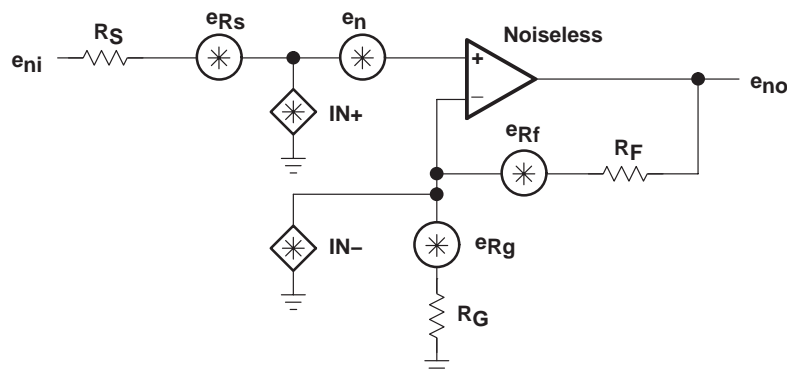 eRs
en
Noiseless
RS
eni
+
IN+
−
eno
eRf
RF
IN−
eRg
RG